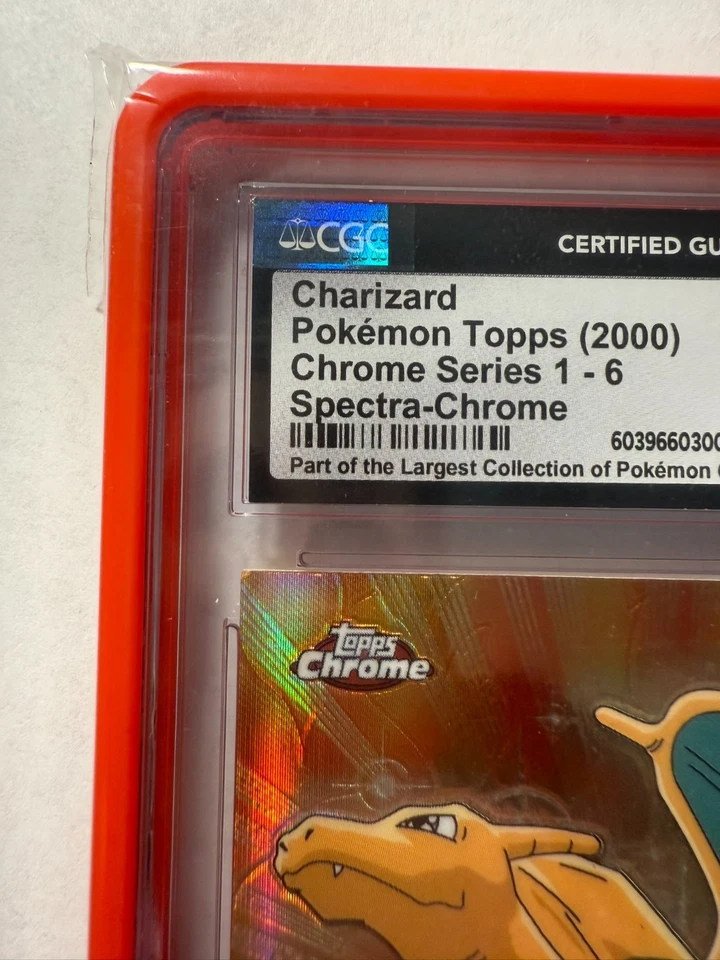 CGC
CERTIFIED GU
Charizard
Pokémon Topps (2000)
Chrome Series 1 - 6
Spectra-Chrome
6039660300
Part of the Largest Collection of Pokémon
Topps
Chrome